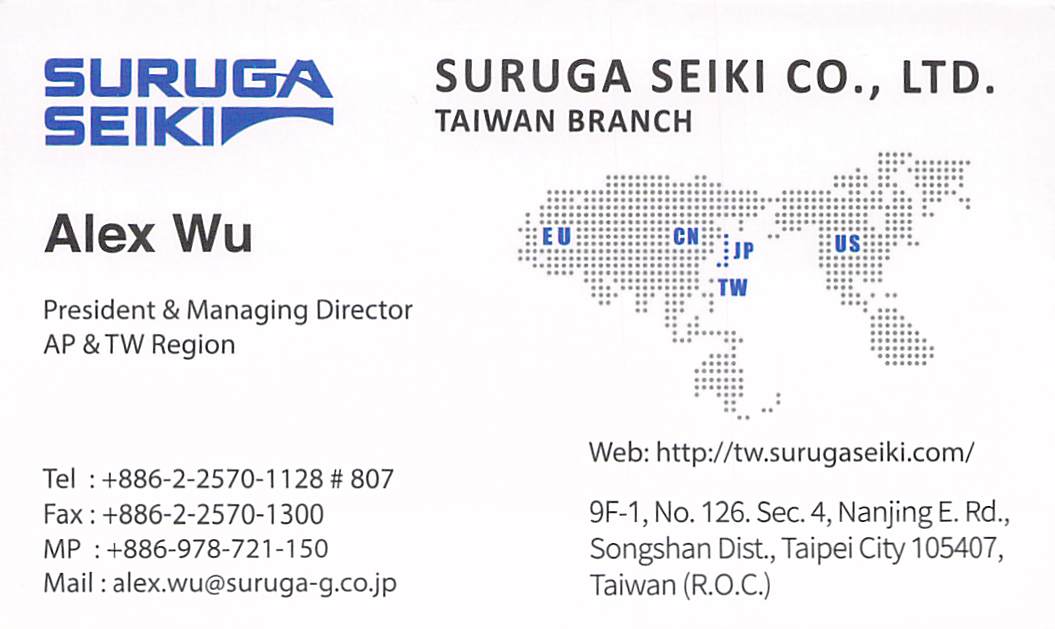 SURUGA
SEIKI
SURUGA SEIKI CO., LTD.
TAIWAN BRANCH
Alex Wu
President & Managing Director
AP & TW Region
EU
CN
JP
TW
US
Tel : +886-2-2570-1128 # 807
Fax : +886-2-2570-1300
MP : +886-978-721-150
Mail : alex.wu@suruga-g.co.jp
Web: http://tw.surugaseiki.com/
9F-1, No. 126. Sec. 4, Nanjing E. Rd.,
Songshan Dist., Taipei City 105407,
Taiwan (R.O.C.)